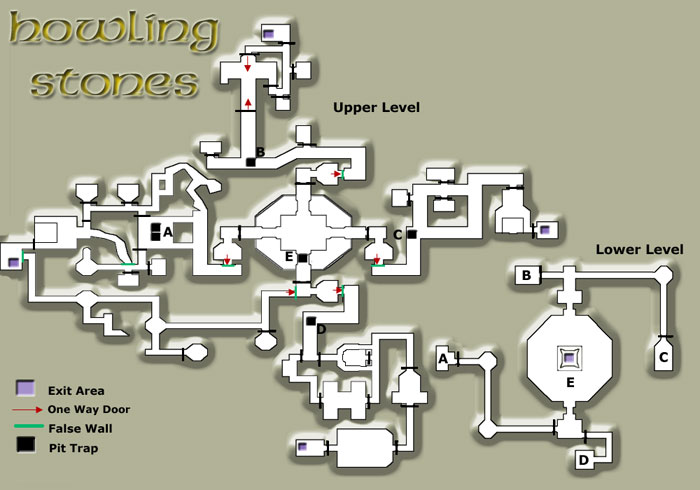 howling
stones
Upper Level
B
A
C
E
D
Lower Level
B
A
C
E
D
Exit Area
One Way Door
False Wall
Pit Trap